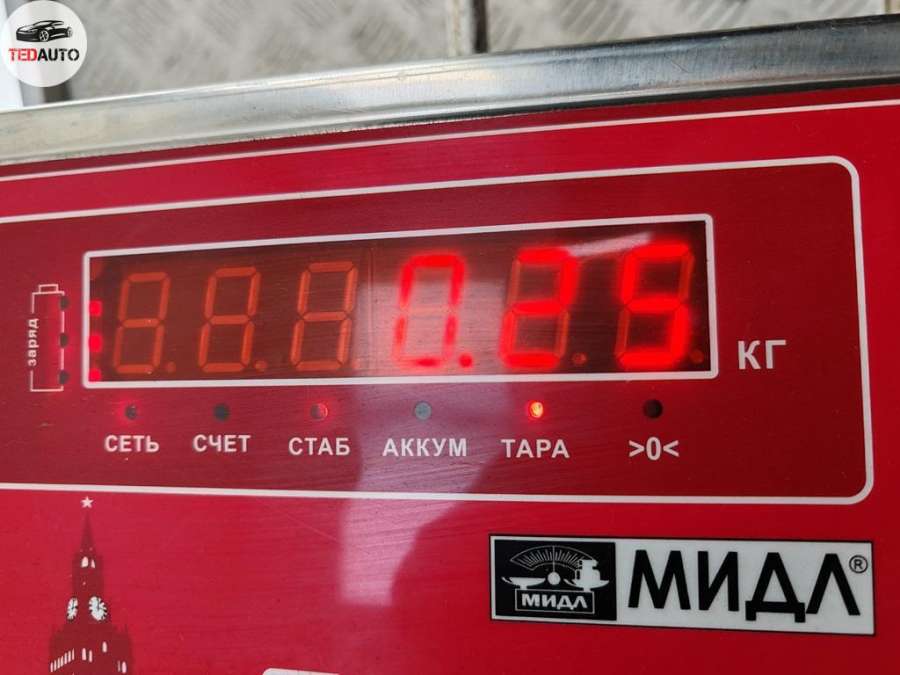 TEDAUTO
заряд
0.25
КГ
СЕТЬ СЧЕТ СТАБ АККУМ ТАРА >0<
МИДЛ МИДЛ®